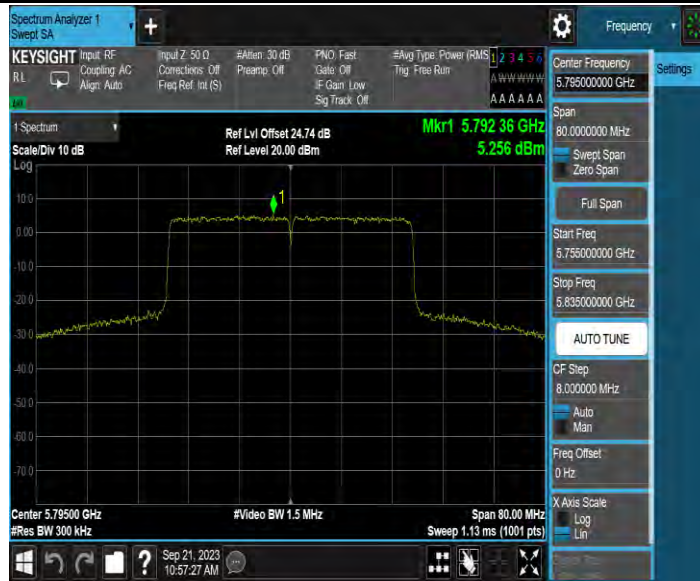 Spectrum Analyzer 1
Swept SA
+
Frequency
KEYSIGHT
RL
Input: RF
Coupling: AC
Align: Auto
Input Z: 50 Ω
Corrections: Off
Freq Ref: Int (S)
#Atten: 30 dB
Preamp: Off
PNO: Fast
Gate: Off
IF Gain: Low
Sig Track: Off
#Avg Type: Power (RMS)
Trig: Free Run
1 2 3 4 5 6
A W W W W W
A A A A A A
Center Frequency
5.795000000 GHz
Settings
Span
80.0000000 MHz
Swept Span
Zero Span
Full Span
Start Freq
5.755000000 GHz
Stop Freq
5.835000000 GHz
AUTO TUNE
CF Step
8.000000 MHz
Auto
Man
Freq Offset
0 Hz
X Axis Scale
Log
Lin
1 Spectrum
Scale/Div 10 dB
Log
Ref Lvl Offset 24.74 dB
Ref Level 20.00 dBm
Mkr1 5.792 36 GHz
5.256 dBm
1
10.0
0.00
-10.0
-20.0
-30.0
-40.0
-50.0
-60.0
-70.0
Center 5.79500 GHz
#Res BW 300 kHz
#Video BW 1.5 MHz
Span 80.00 MHz
Sweep 1.13 ms (1001 pts)
?
Sep 21, 2023
10:57:27 AM